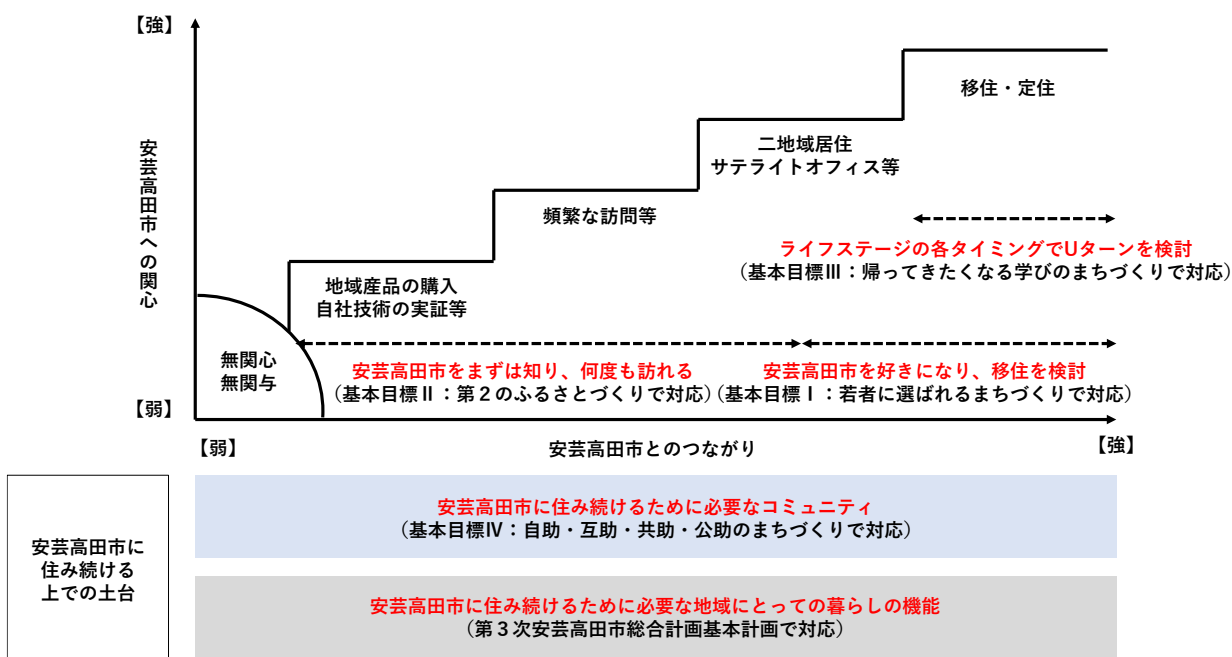 【強】
安芸高田市への関心
移住・定住
二地域居住
サテライトオフィス等
頻繁な訪問等
ライフステージの各タイミングでUターンを検討
（基本目標Ⅲ：帰ってきたくなる学びのまちづくりで対応）
地域産品の購入
自社技術の実証等
無関心
無関与
安芸高田市をまずは知り、何度も訪れる
（基本目標Ⅱ：第２のふるさとづくりで対応）
安芸高田市を好きになり、移住を検討
（基本目標Ⅰ：若者に選ばれるまちづくりで対応）
【弱】
【弱】
安芸高田市とのつながり
【強】
安芸高田市に
住み続ける
上での土台
安芸高田市に住み続けるために必要なコミュニティ
（基本目標Ⅳ：自助・互助・共助・公助のまちづくりで対応）
安芸高田市に住み続けるために必要な地域にとっての暮らしの機能
（第３次安芸高田市総合計画基本計画で対応）